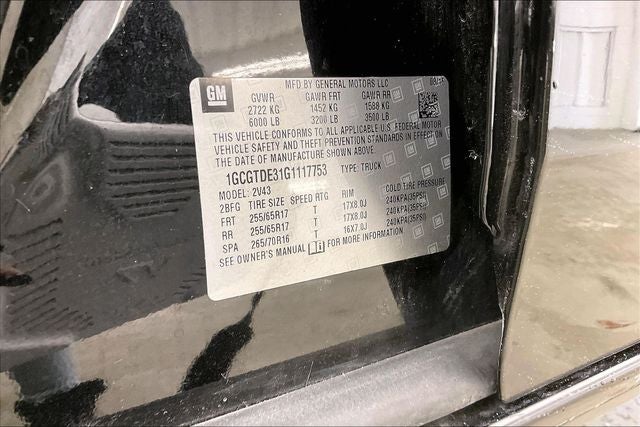 MFD BY GENERAL MOTORS LLC
GM
GVWR GAWR FRT GAWR RR
2722 KG 1452 KG 1588 KG
6000 LB 3200 LB 3500 LB
THIS VEHICLE CONFORMS TO ALL APPLICABLE U.S. FEDERAL MOTOR
VEHICLE SAFETY AND THEFT PREVENTION STANDARDS IN EFFECT ON
THE DATE OF MANUFACTURE SHOWN ABOVE.
1GCGTDE31G1117753 TYPE: TRUCK
MODEL: 2V43
2BFG TIRE SIZE SPEED RTG RIM COLD TIRE PRESSURE
FRT 255/65R17 T 17X8.0J 240KPA(35PSI)
RR 255/65R17 T 17X8.0J 240KPA(35PSI)
SPA 265/70R16 T 16X7.0J 240KPA(35PSI)
SEE OWNER'S MANUAL FOR MORE INFORMATION